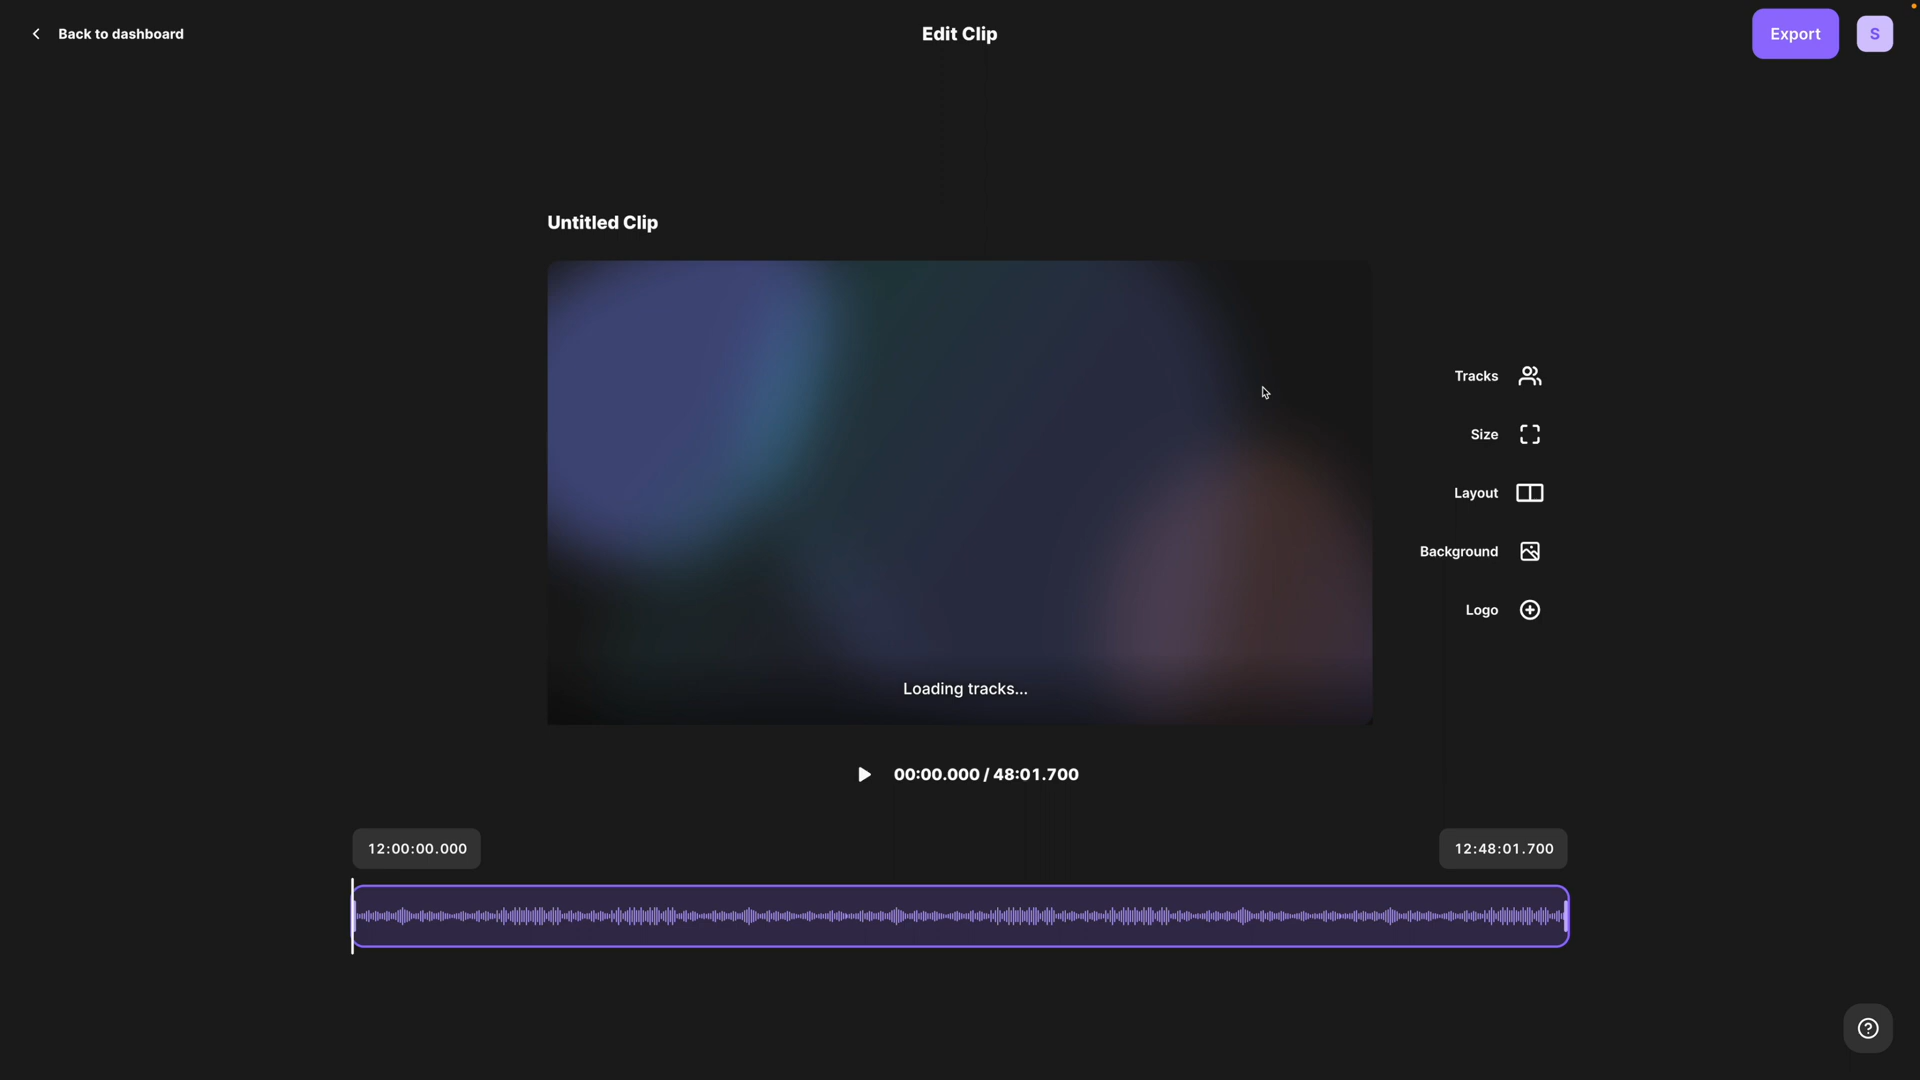 Back to dashboard
Edit Clip
Export
S
Untitled Clip
Tracks
Size
Layout
Background
Logo
Loading tracks...
00:00.000 / 48:01.700
12:00:00.000
12:48:01.700